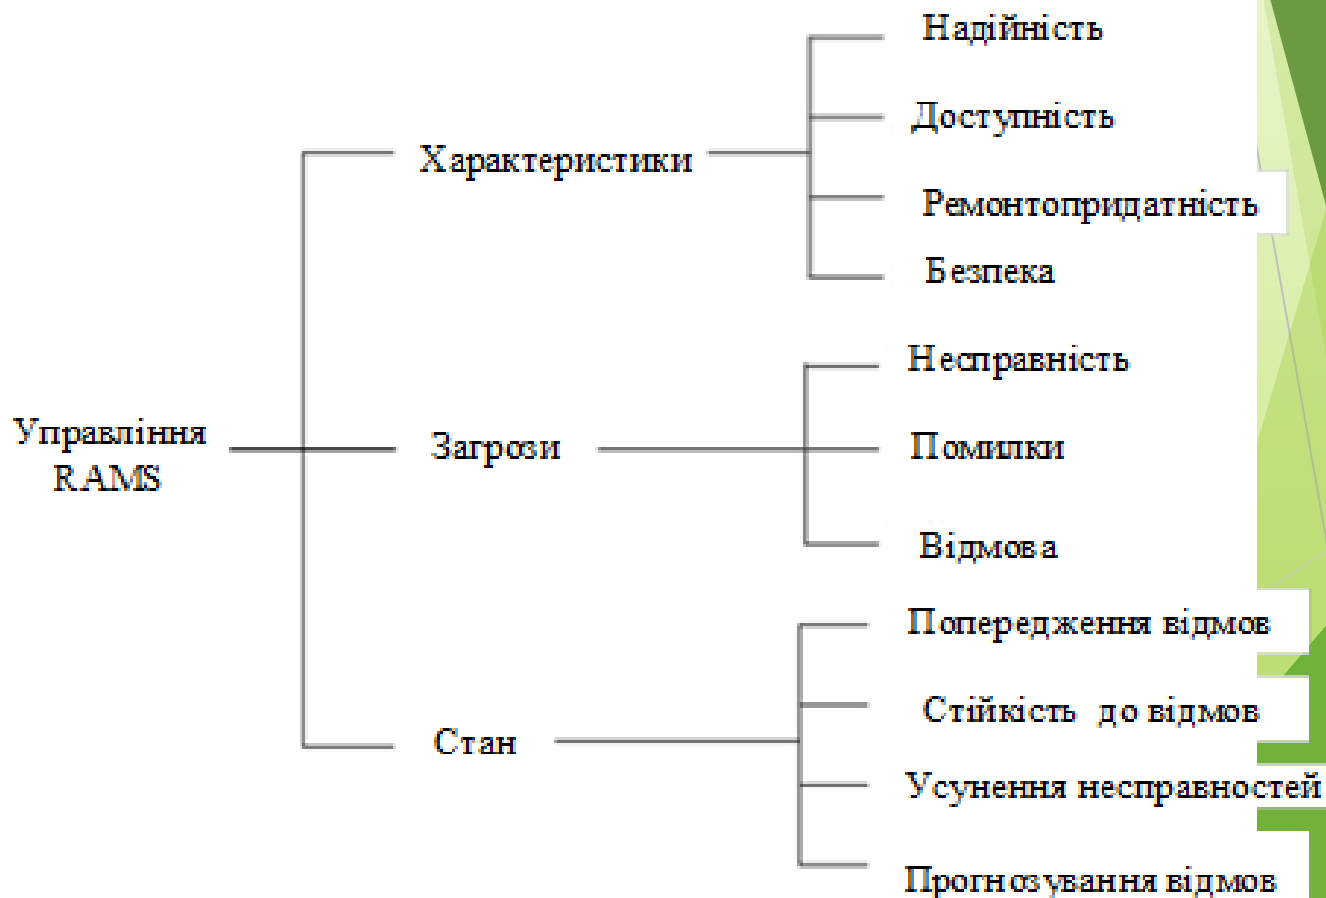 Управління
RAMS
Характеристики
Надійність
Доступність
Ремонтопридатність
Безпека
Загрози
Несправність
Помилки
Відмова
Стан
Попередження відмов
Стійкість до відмов
Усунення несправностей
Прогнозування відмов